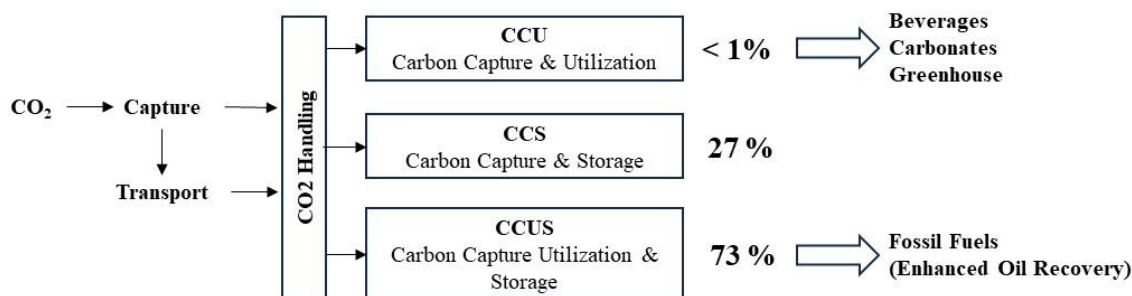 CO₂
Capture
Transport
CO2 Handling
CCU
Carbon Capture & Utilization
< 1%
Beverages
Carbonates
Greenhouse
CCS
Carbon Capture & Storage
27 %
CCUS
Carbon Capture Utilization &
Storage
73 %
Fossil Fuels
(Enhanced Oil Recovery)